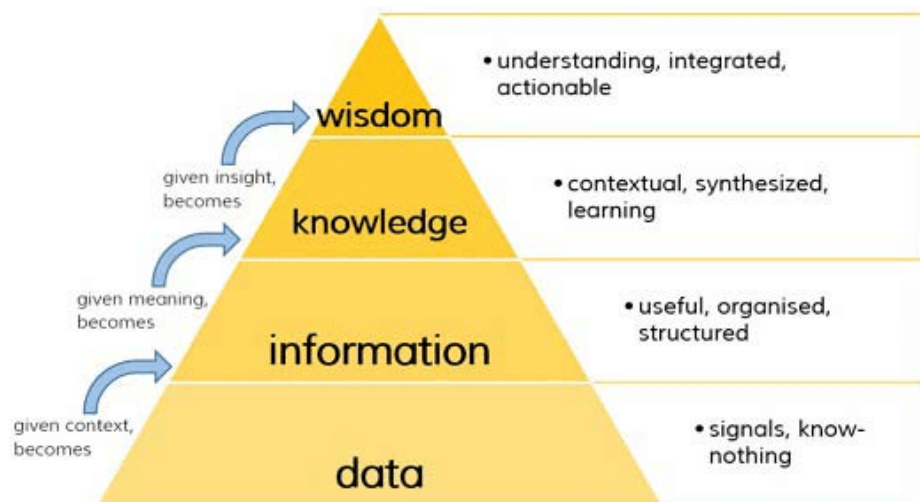 • understanding, integrated,
actionable
wisdom
given insight,
becomes
• contextual, synthesized,
learning
knowledge
given meaning,
becomes
• useful, organised,
structured
information
given context,
becomes
• signals, know-
nothing
data